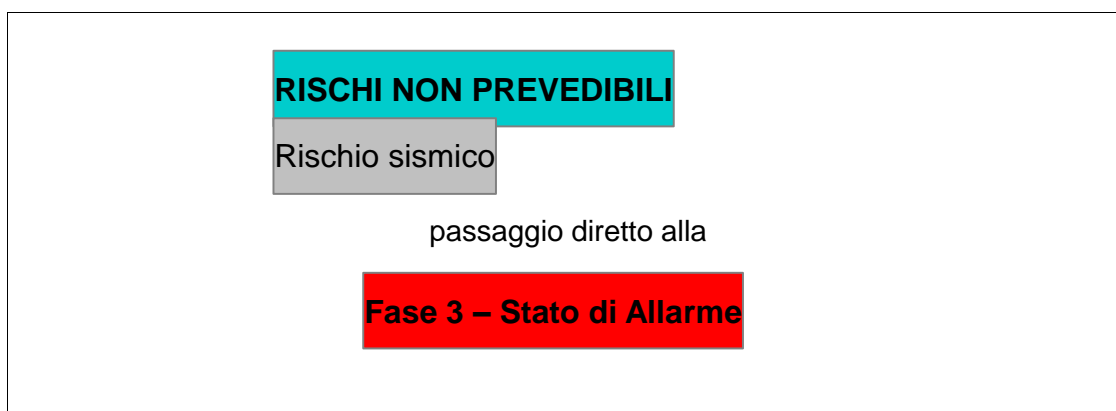 RISCHI NON PREVEDIBILI
Rischio sismico
passaggio diretto alla
Fase 3 – Stato di Allarme